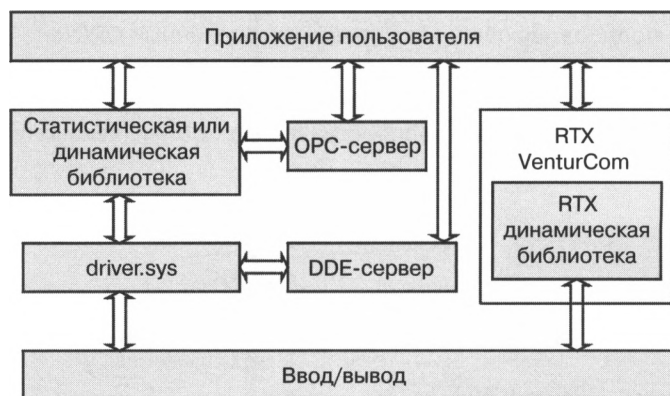 Приложение пользователя
Статистическая или
динамическая
библиотека
OPC-сервер
RTX
VenturCom
RTX
динамическая
библиотека
driver.sys
DDE-сервер
Ввод/вывод